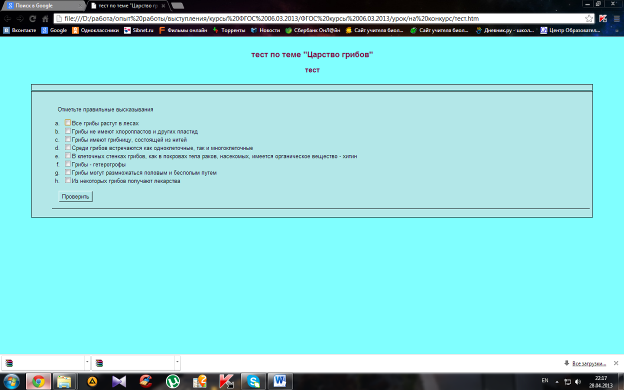 Поиск в Google
тест по теме "Царство гр
file:///D:/работа/опыт%20работы/выступления/курсы%20ФГОС%2006.03.2013/ФГОС%20курсы%2006.03.2013/урок/на%20конкурс/тест.htm
Вконтакте Google Одноклассники Sibnet.ru Фильмы онлайн Торренты Новости Сбербанк ОнЛ@йн Сайт учителя биол... Сайт учителя биол... Дневник.ру - школ... Центр Образовател...
тест по теме "Царство грибов"
тест
Отметьте правильные высказывания
a. Все грибы растут в лесах
b. Грибы не имеют хлоропластов и других пластид
c. Грибы имеют грибницу, состоящей из нитей
d. Среди грибов встречаются как одноклеточные, так и многоклеточные
e. В клеточных стенках грибов, как в покровах тела раков, насекомых, имеется органическое вещество - хитин
f. Грибы - гетеротрофы
g. Грибы могут размножаться половым и бесполым путем
h. Из некоторых грибов получают лекарства
Проверить
Все загрузки...
EN
22:17
28.04.2013